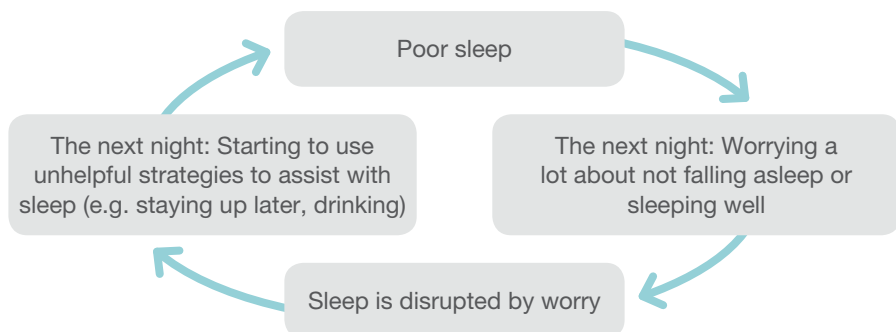 Poor sleep
The next night: Worrying a
lot about not falling asleep or
sleeping well
Sleep is disrupted by worry
The next night: Starting to use
unhelpful strategies to assist with
sleep (e.g. staying up later, drinking)